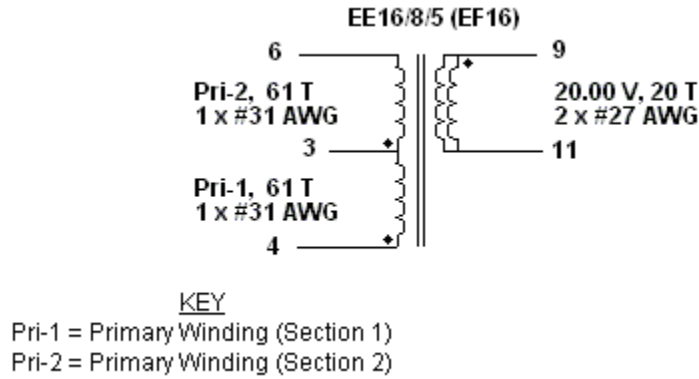 EE16/8/5 (EF16)
6
9
Pri-2, 61 T
1 x #31 AWG
20.00 V, 20 T
2 x #27 AWG
3
11
Pri-1, 61 T
1 x #31 AWG
4
KEY
Pri-1 = Primary Winding (Section 1)
Pri-2 = Primary Winding (Section 2)